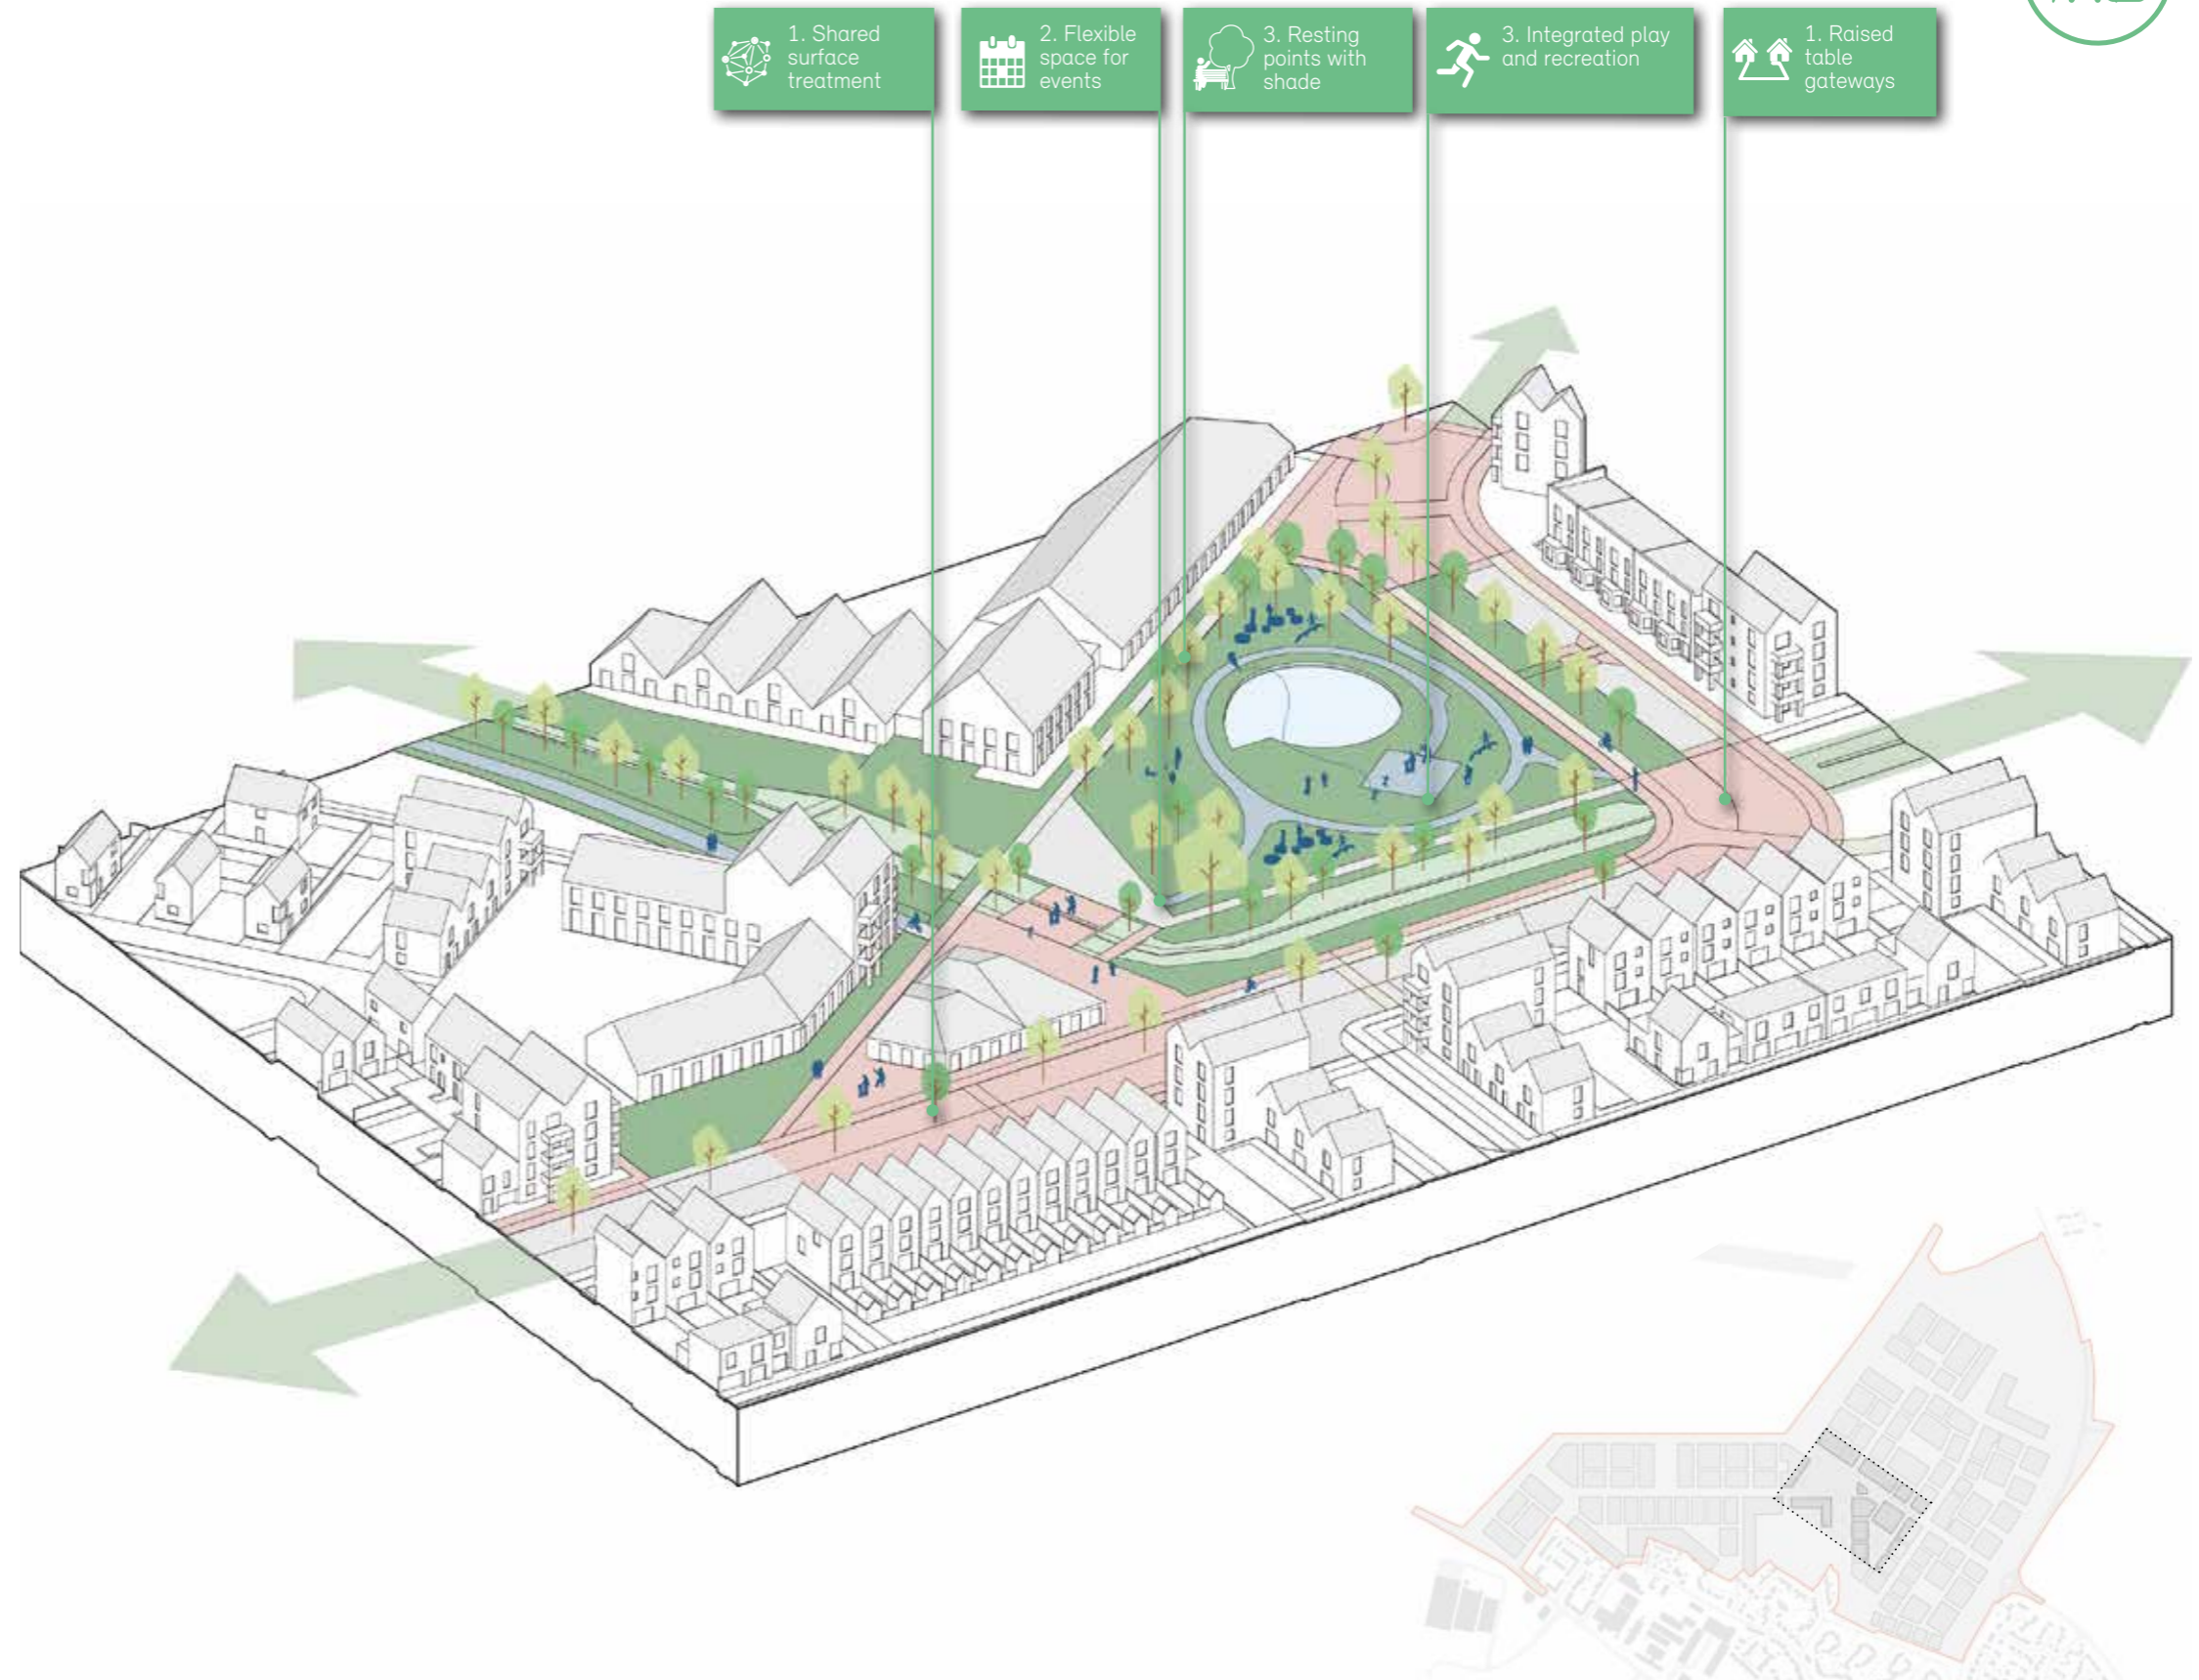 1. Shared
surface
treatment
2. Flexible
space for
events
3. Resting
points with
shade
3. Integrated play
and recreation
1. Raised
table
gateways